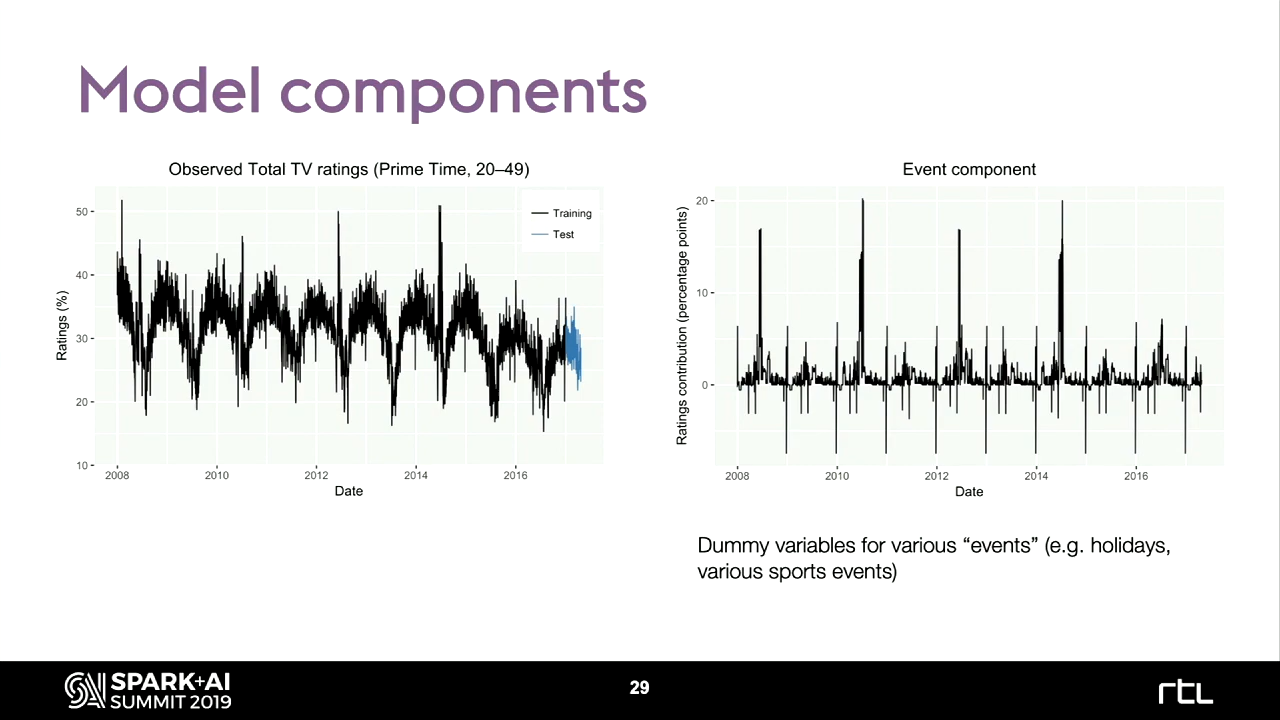 Model components
Observed Total TV ratings (Prime Time, 20–49)
Ratings (%)
50
40
30
20
10
Training
Test
2008
2010
2012
2014
2016
Date
Event component
Ratings contribution (percentage points)
20
10
0
2008
2010
2012
2014
2016
Date
Dummy variables for various “events” (e.g. holidays,
various sports events)
SPARK+AI
SUMMIT 2019
29
rtl